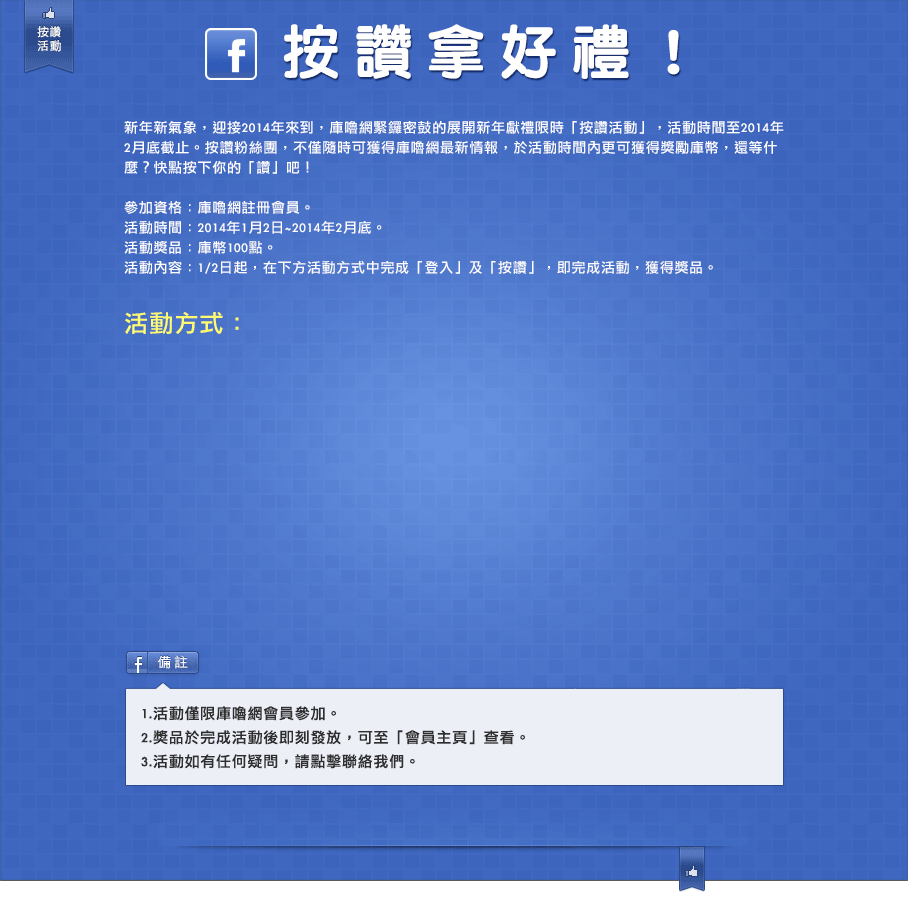 按讚
活動
f 按讚拿好禮！
新年新氣象，迎接2014年來到，庫嚕網緊鑼密鼓的展開新年獻禮限時「按讚活動」，活動時間至2014年
2月底截止。按讚粉絲團，不僅隨時可獲得庫嚕網最新情報，於活動時間內更可獲得獎勵庫幣，還等什
麼？快點按下你的「讚」吧！
參加資格：庫嚕網註冊會員。
活動時間：2014年1月2日~2014年2月底。
活動獎品：庫幣100點。
活動內容：1/2日起，在下方活動方式中完成「登入」及「按讚」，即完成活動，獲得獎品。
活動方式：
f 備註
1.活動僅限庫嚕網會員參加。
2.獎品於完成活動後即刻發放，可至「會員主頁」查看。
3.活動如有任何疑問，請點擊聯絡我們。